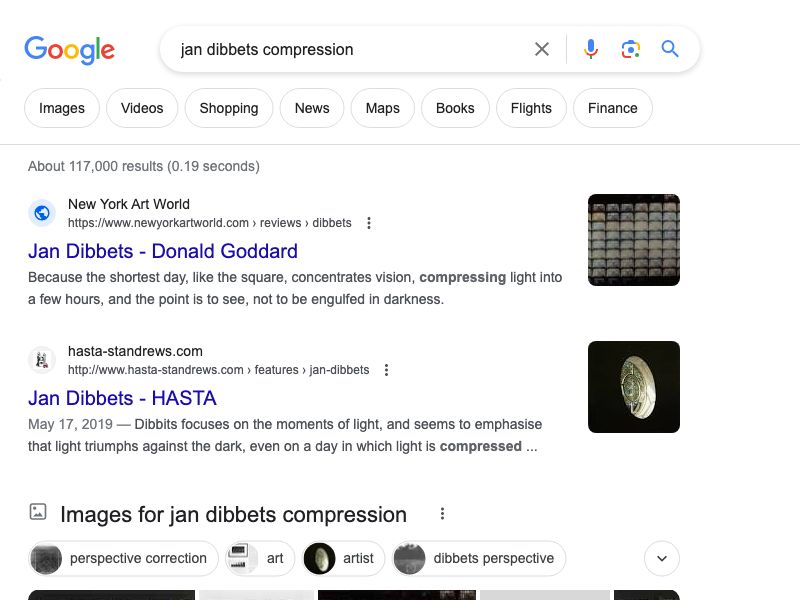 Google
jan dibbets compression
Images Videos Shopping News Maps Books Flights Finance
About 117,000 results (0.19 seconds)
New York Art World
https://www.newyorkartworld.com › reviews › dibbets
Jan Dibbets - Donald Goddard
Because the shortest day, like the square, concentrates vision, compressing light into
a few hours, and the point is to see, not to be engulfed in darkness.
hasta-standrews.com
http://www.hasta-standrews.com › features › jan-dibbets
Jan Dibbets - HASTA
May 17, 2019 — Dibbits focuses on the moments of light, and seems to emphasise
that light triumphs against the dark, even on a day in which light is compressed ...
Images for jan dibbets compression
perspective correction art artist dibbets perspective